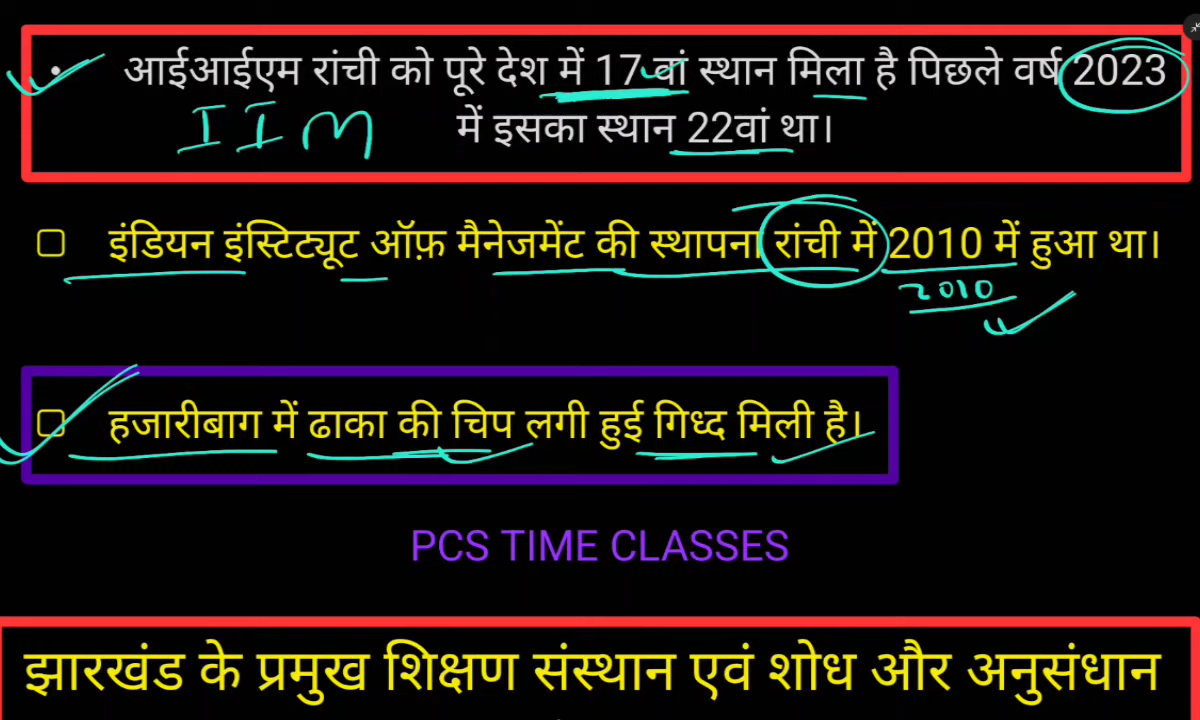 आईआईएम रांची को पूरे देश में 17 वां स्थान मिला है पिछले वर्ष 2023
IIM में इसका स्थान 22वां था।
इंडियन इंस्टिट्यूट ऑफ़ मैनेजमेंट की स्थापना रांची में 2010 में हुआ था।
2010
हजारीबाग में ढाका की चिप लगी हुई गिध्द मिली है।
PCS TIME CLASSES
झारखंड के प्रमुख शिक्षण संस्थान एवं शोध और अनुसंधान